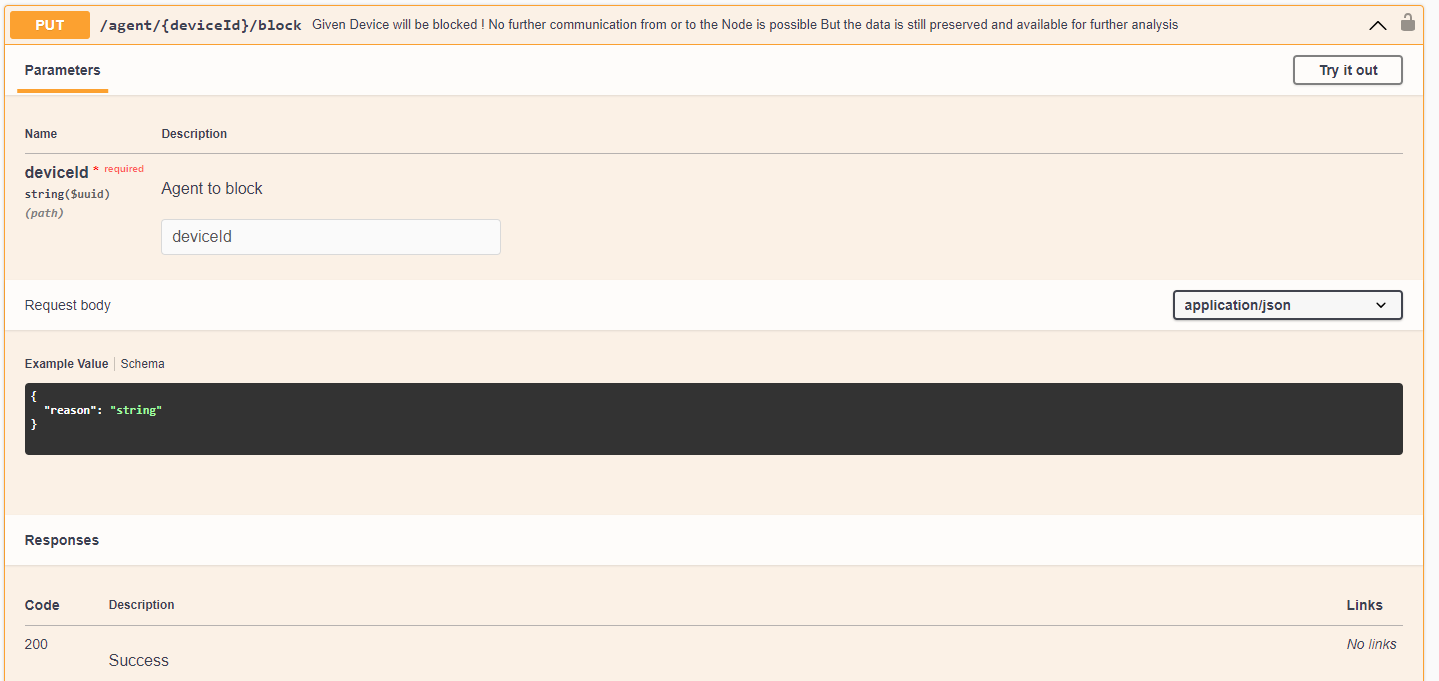 PUT /agent/{deviceId}/block Given Device will be blocked ! No further communication from or to the Node is possible But the data is still preserved and available for further analysis
Parameters Try it out
Name Description
deviceId * required
string($uuid)
(path)
Agent to block
deviceId
Request body application/json
Example Value Schema
{
"reason": "string"
}
Responses
Code Description Links
200 No links
Success